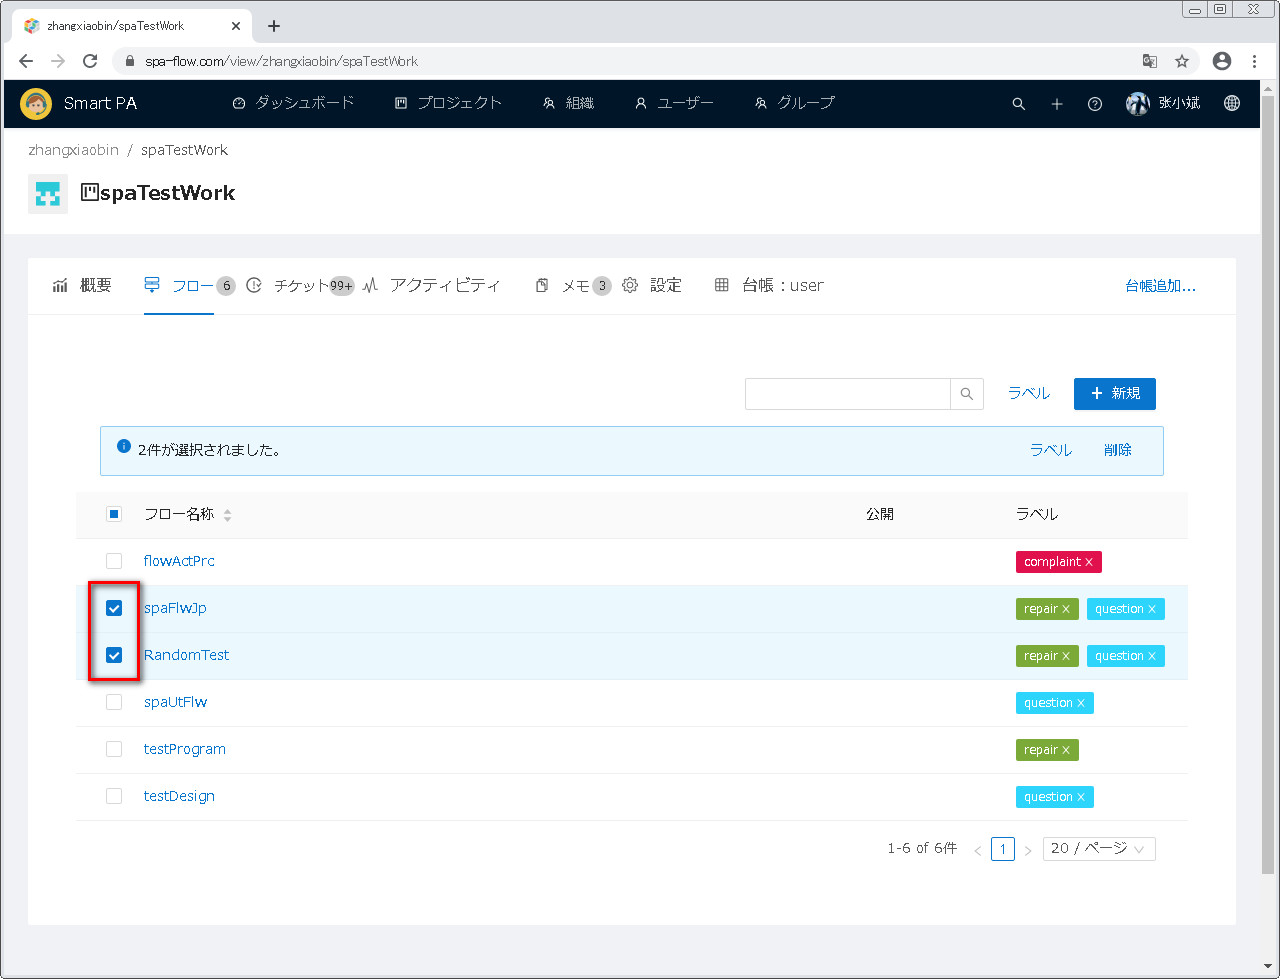 zhangxiaobin/spaTestWork
spa-flow.com/view/zhangxiaobin/spaTestWork
Smart PA ダッシュボード プロジェクト 組織 ユーザー グループ 张小斌
zhangxiaobin / spaTestWork
spaTestWork
概要 フロー 6 チケット 99+ アクティビティ メモ 3 設定 台帳：user 台帳追加...
ラベル + 新規
2件が選択されました。 ラベル 削除
フロー名称 公開 ラベル
flowActPrc complaint ×
spaFlwJp repair × question ×
RandomTest repair × question ×
spaUtFlw question ×
testProgram repair ×
testDesign question ×
1-6 of 6件 < 1 > 20 / ページ